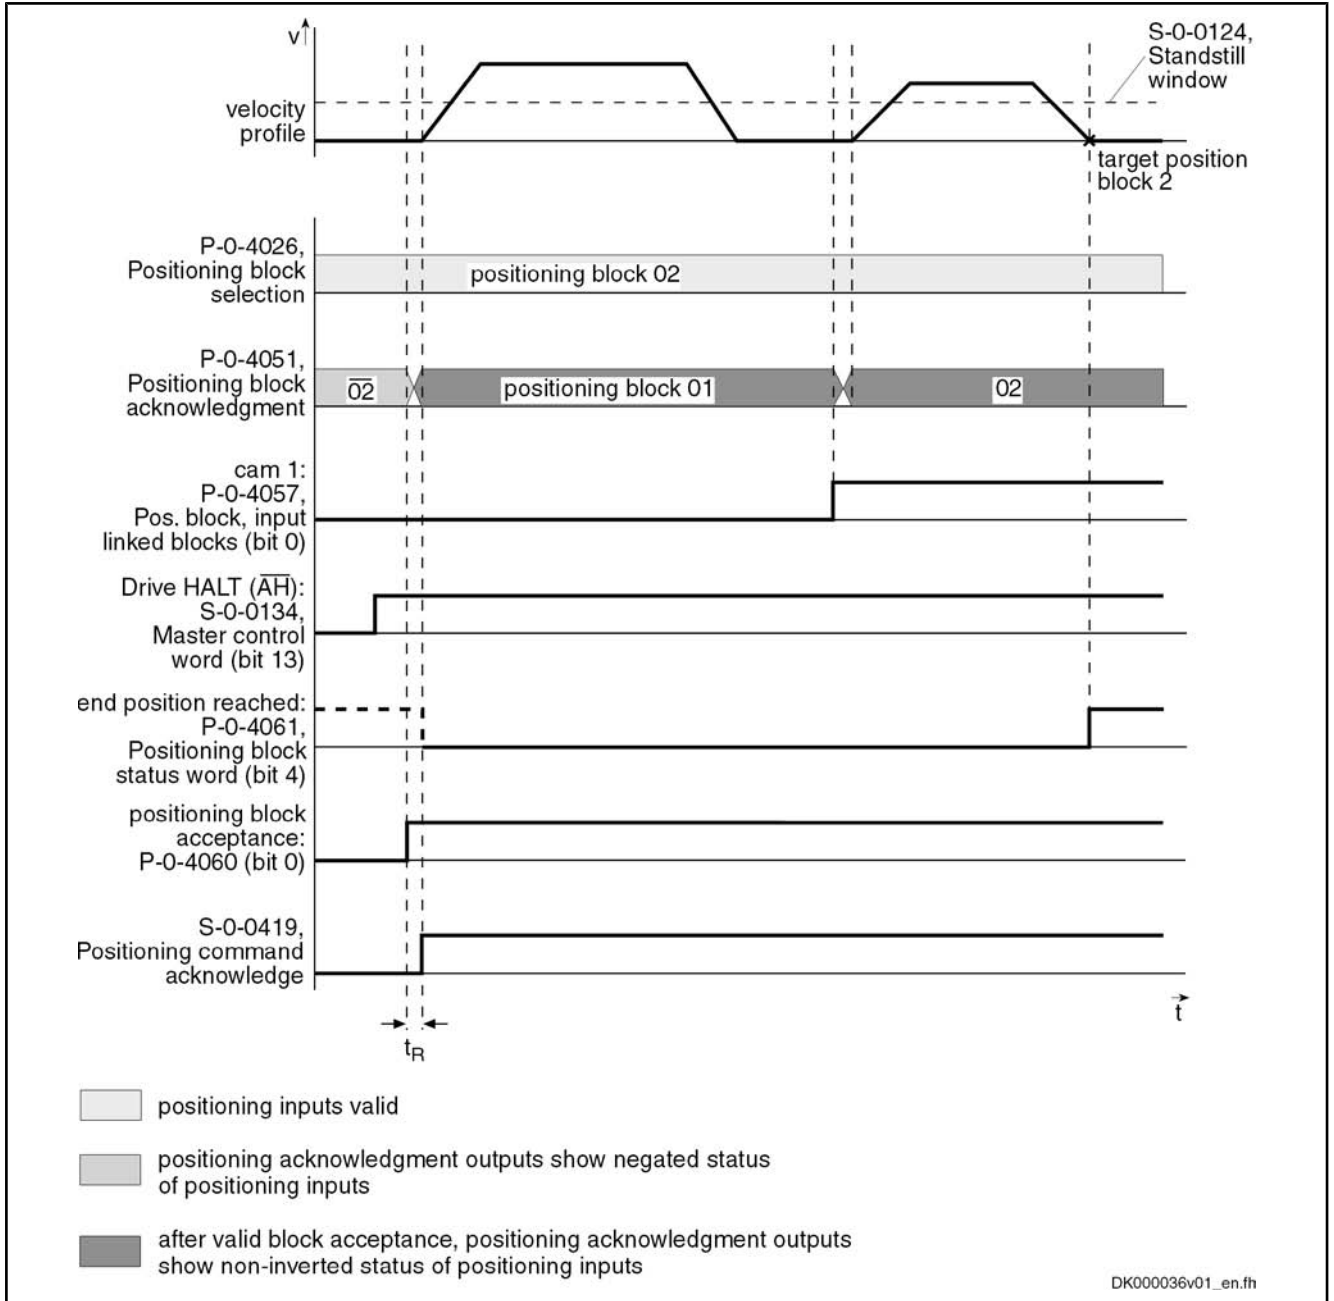 v
S-0-0124,
Standstill
window
velocity
profile
target position
block 2
P-0-4026,
Positioning block
selection
positioning block 02
P-0-4051,
Positioning block
acknowledgment
0̅2̅
positioning block 01
02
cam 1:
P-0-4057,
Pos. block, input
linked blocks (bit 0)
Drive HALT (A̅H̅):
S-0-0134,
Master control
word (bit 13)
end position reached:
P-0-4061,
Positioning block
status word (bit 4)
positioning block
acceptance:
P-0-4060 (bit 0)
S-0-0419,
Positioning command
acknowledge
t
tR
positioning inputs valid
positioning acknowledgment outputs show negated status
of positioning inputs
after valid block acceptance, positioning acknowledgment outputs
show non-inverted status of positioning inputs
DK000036v01_en.fh